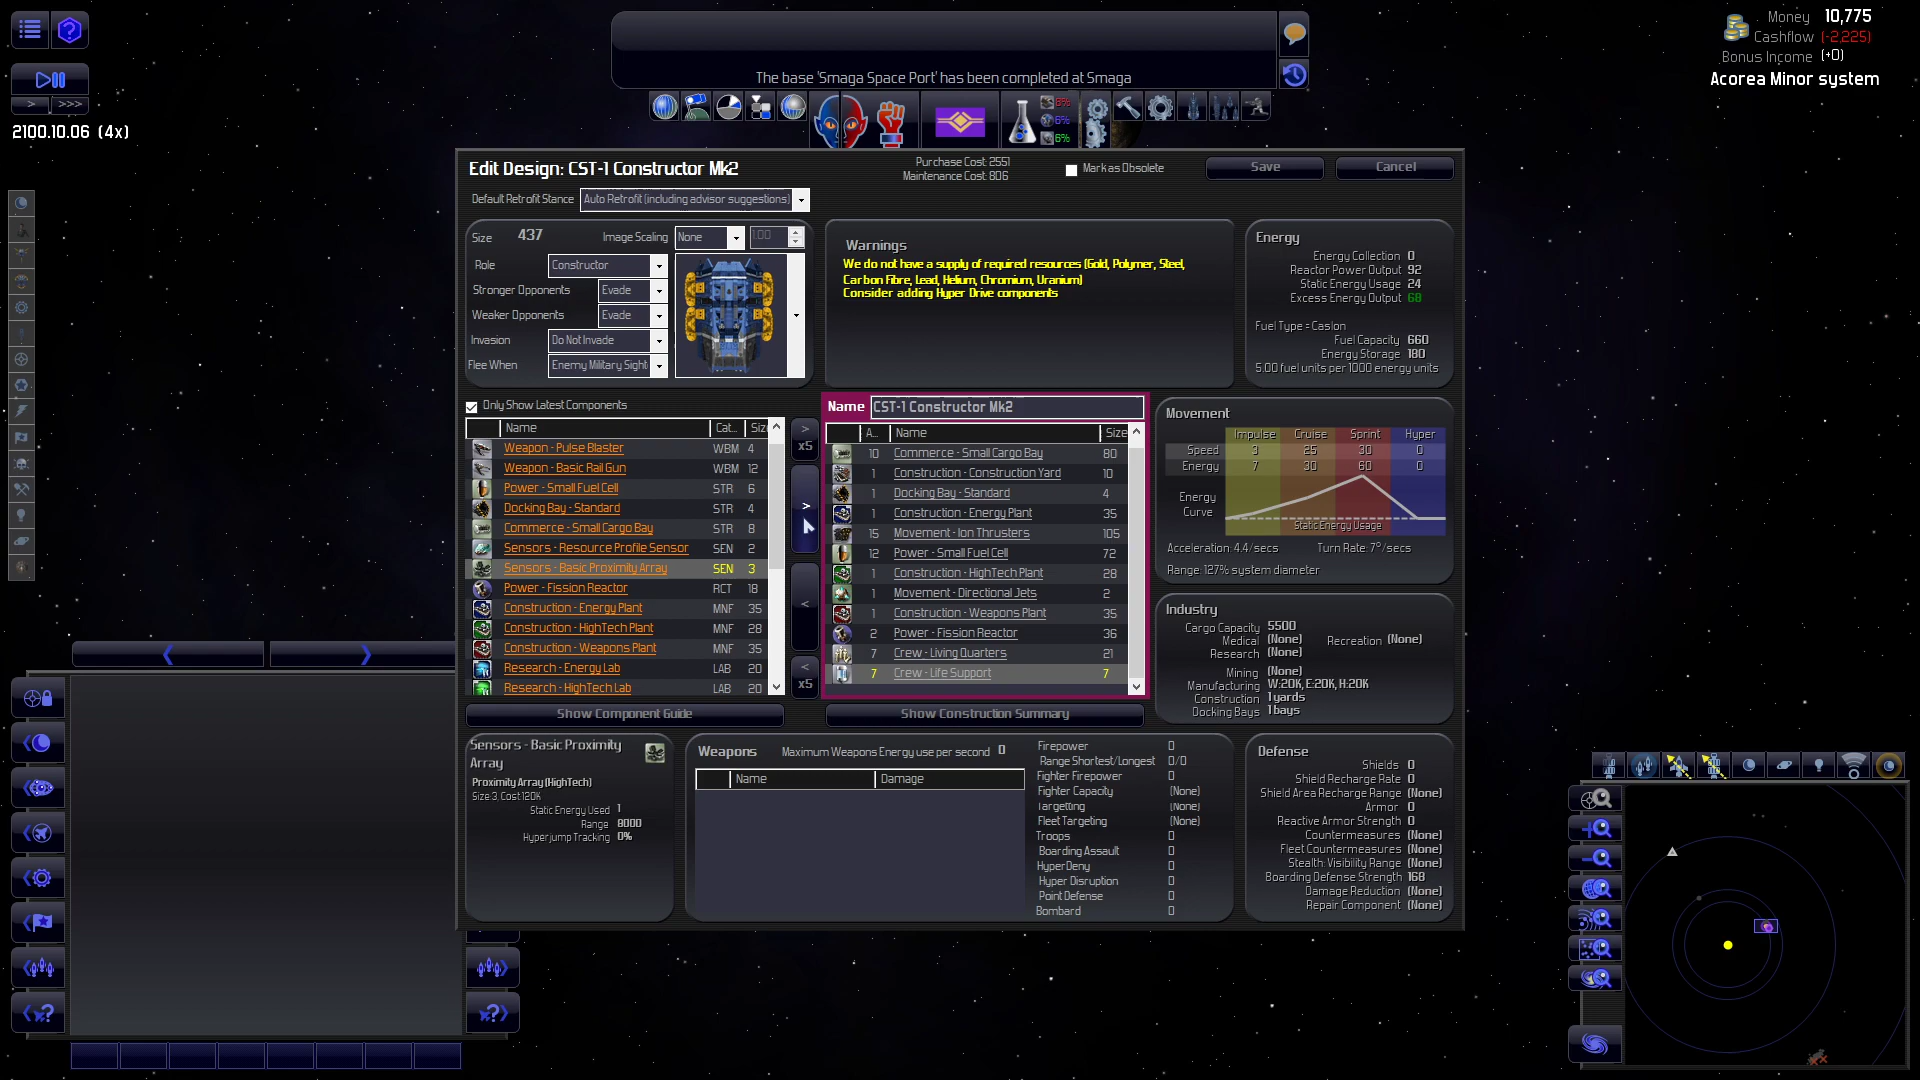 Money 10,775
Cashflow (-2,225)
Bonus Income (+0)
Acorea Minor system
The base 'Smaga Space Port' has been completed at Smaga
> >>>
2100.10.06 (4x)
6%
6%
6%
Edit Design: CST-1 Constructor Mk2
Purchase Cost: 2551
Maintenance Cost: 806
Mark as Obsolete
Save
Cancel
Default Retrofit Stance Auto Retrofit (including advisor suggestions)
Size 437 Image Scaling None 1.00
Role Constructor
Stronger Opponents Evade
Weaker Opponents Evade
Invasion Do Not Invade
Flee When Enemy Military Sight
Warnings
We do not have a supply of required resources (Gold, Polymer, Steel,
Carbon Fibre, Lead, Helium, Chromium, Uranium)
Consider adding Hyper Drive components
Energy
Energy Collection 0
Reactor Power Output 92
Static Energy Usage 24
Excess Energy Output 68
Fuel Type = Caslon
Fuel Capacity 660
Energy Storage 180
5.00 fuel units per 1000 energy units
Only Show Latest Components
Name Cat.. Size
Weapon - Pulse Blaster WBM 4
Weapon - Basic Rail Gun WBM 12
Power - Small Fuel Cell STR 6
Docking Bay - Standard STR 4
Commerce - Small Cargo Bay STR 8
Sensors - Resource Profile Sensor SEN 2
Sensors - Basic Proximity Array SEN 3
Power - Fission Reactor RCT 18
Construction - Energy Plant MNF 35
Construction - HighTech Plant MNF 28
Construction - Weapons Plant MNF 35
Research - Energy Lab LAB 20
Research - HighTech Lab LAB 20
> x5
>
<
< x5
Name CST-1 Constructor Mk2
A.. Name Size
10 Commerce - Small Cargo Bay 80
1 Construction - Construction Yard 10
1 Docking Bay - Standard 4
1 Construction - Energy Plant 35
15 Movement - Ion Thrusters 105
12 Power - Small Fuel Cell 72
1 Construction - HighTech Plant 28
1 Movement - Directional Jets 2
1 Construction - Weapons Plant 35
2 Power - Fission Reactor 36
7 Crew - Living Quarters 21
7 Crew - Life Support 7
Movement
Impulse Cruise Sprint Hyper
Speed 3 25 30 0
Energy 7 30 60 0
Energy Curve
Static Energy Usage
Acceleration: 4.4/secs Turn Rate: 7°/secs
Range: 127% system diameter
Industry
Cargo Capacity 5500
Medical (None) Recreation (None)
Research (None)
Mining (None)
Manufacturing W:20K, E:20K, H:20K
Construction 1 yards
Docking Bays 1 bays
Show Component Guide
Show Construction Summary
Sensors - Basic Proximity
Array
Proximity Array (HighTech)
Size: 3, Cost: 120K
Static Energy Used 1
Range 8000
Hyperjump Tracking 0%
Weapons Maximum Weapons Energy use per second 0
Name Damage
Firepower 0
Range Shortest/Longest 0/0
Fighter Firepower 0
Fighter Capacity (None)
Targetting (None)
Fleet Targeting (None)
Troops 0
Boarding Assault 0
HyperDeny 0
Hyper Disruption 0
Point Defense 0
Bombard 0
Defense
Shields 0
Shield Recharge Rate 0
Shield Area Recharge Range (None)
Armor 0
Reactive Armor Strength 0
Countermeasures (None)
Fleet Countermeasures (None)
Stealth: Visibility Range (None)
Boarding Defense Strength 168
Damage Reduction (None)
Repair Component (None)